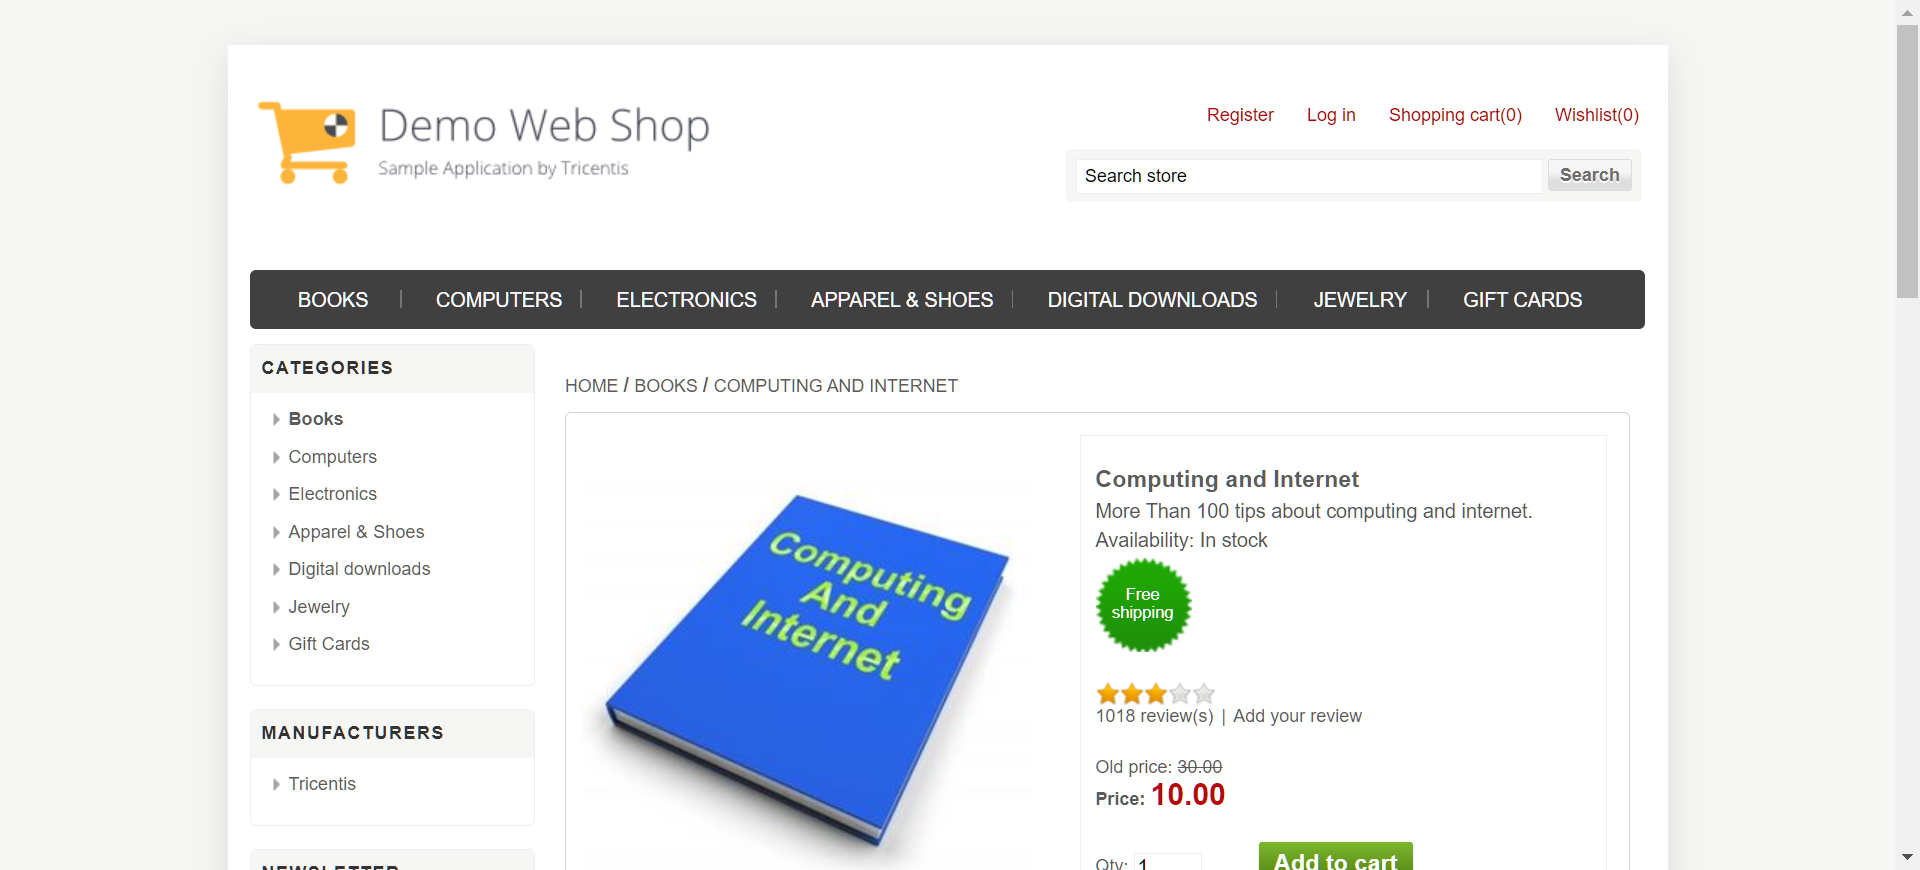 Demo Web Shop
Sample Application by Tricentis
Register Log in Shopping cart(0) Wishlist(0)
Search store Search
BOOKS COMPUTERS ELECTRONICS APPAREL & SHOES DIGITAL DOWNLOADS JEWELRY GIFT CARDS
CATEGORIES
Books
Computers
Electronics
Apparel & Shoes
Digital downloads
Jewelry
Gift Cards
MANUFACTURERS
Tricentis
NEWSLETTER
HOME / BOOKS / COMPUTING AND INTERNET
Computing
And
Internet
Computing and Internet
More Than 100 tips about computing and internet.
Availability: In stock
Free
shipping
1018 review(s) | Add your review
Old price: 30.00
Price: 10.00
Qty: 1 Add to cart